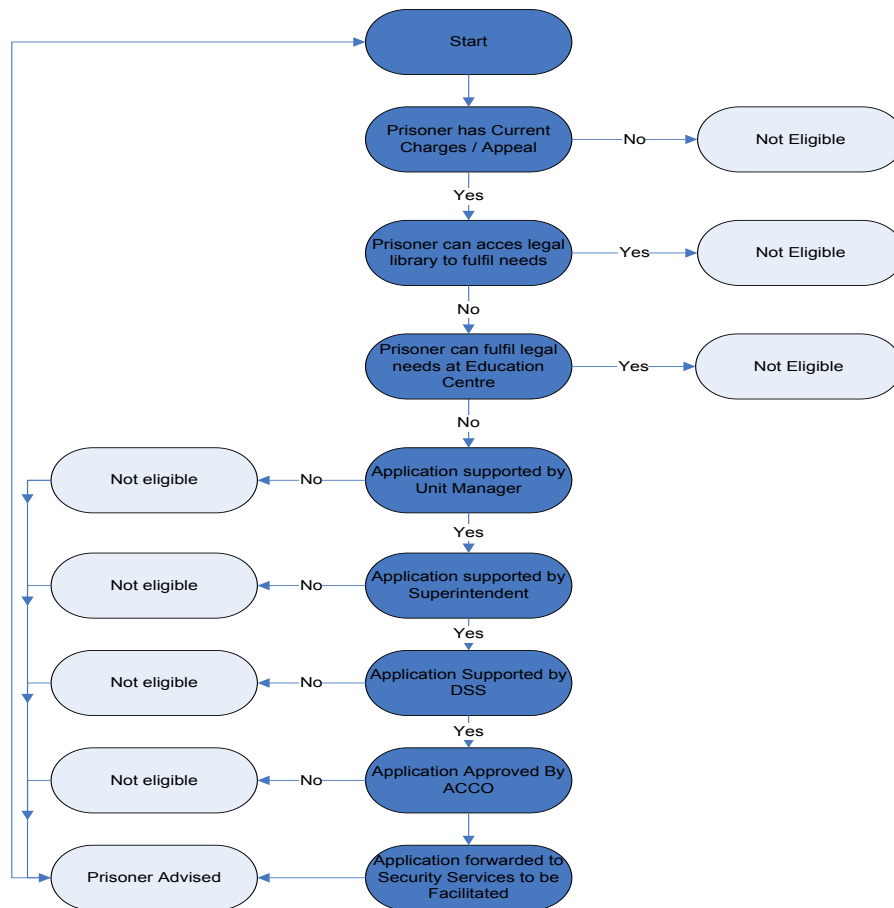 Start
Prisoner has Current
Charges / Appeal
No
Not Eligible
Yes
Prisoner can acces legal
library to fulfil needs
Yes
Not Eligible
No
Prisoner can fulfil legal
needs at Education
Centre
Yes
Not Eligible
No
Not eligible
No
Application supported by
Unit Manager
Yes
Not eligible
No
Application supported by
Superintendent
Yes
Not eligible
No
Application Supported by
DSS
Yes
Not eligible
No
Application Approved By
ACCO
Prisoner Advised
Application forwarded to
Security Services to be
Facilitated